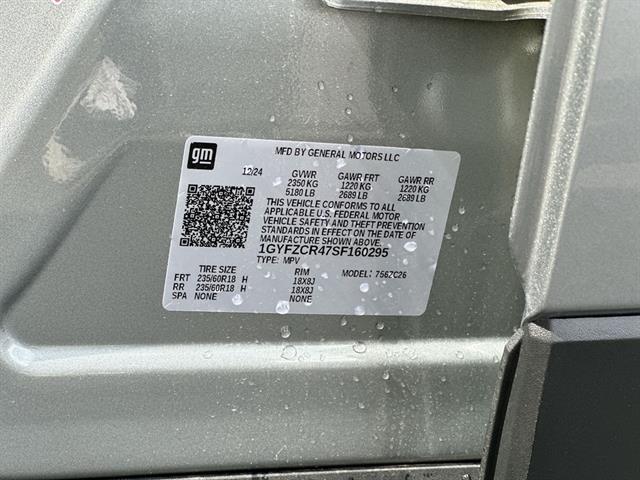 gm
MFD BY GENERAL MOTORS LLC
12/24 GVWR GAWR FRT GAWR RR
2350 KG 1220 KG 1220 KG
5180 LB 2689 LB 2689 LB
THIS VEHICLE CONFORMS TO ALL
APPLICABLE U.S. FEDERAL MOTOR
VEHICLE SAFETY AND THEFT PREVENTION
STANDARDS IN EFFECT ON THE DATE OF
MANUFACTURE SHOWN ABOVE.
1GYFZCR47SF160295
TYPE: MPV MODEL: 7567C26
TIRE SIZE RIM
FRT 235/60R18 H 18X8J
RR 235/60R18 H 18X8J
SPA NONE NONE